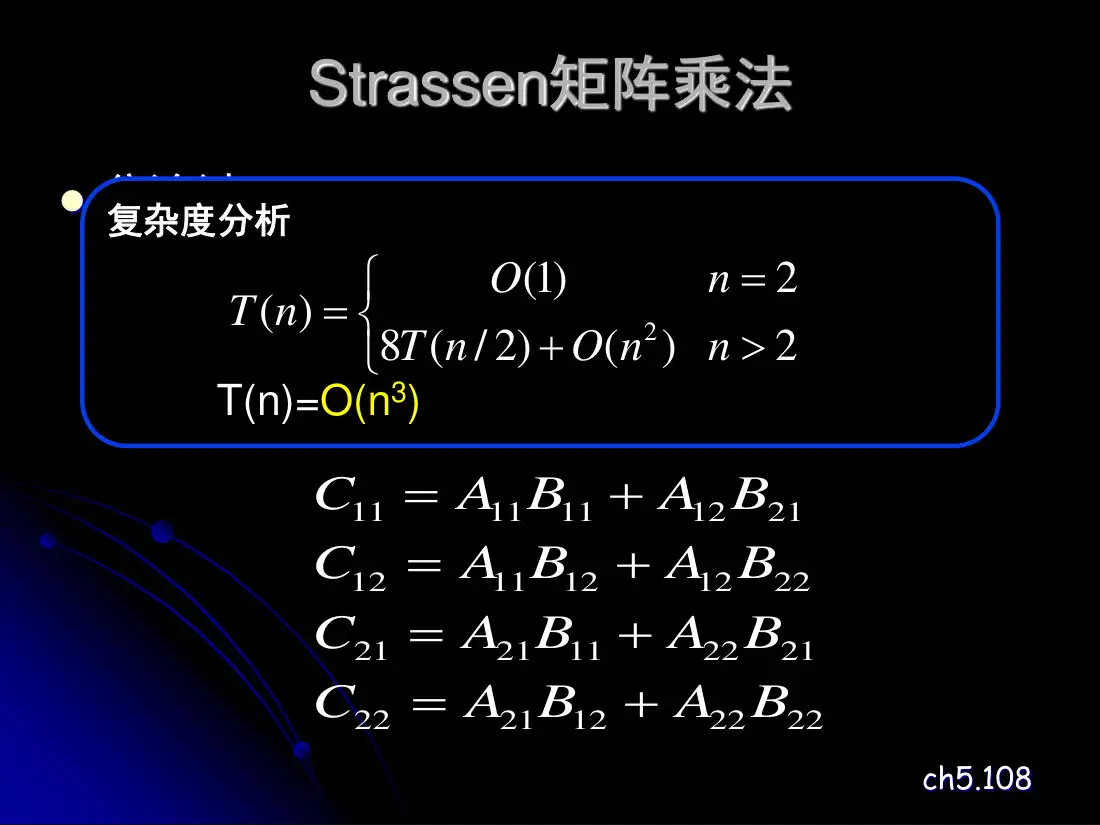 Strassen矩阵乘法
复杂度分析
T(n) = { O(1) n = 2
8T(n/2) + O(n²) n > 2
T(n)=O(n³)
C₁₁ = A₁₁B₁₁ + A₁₂B₂₁
C₁₂ = A₁₁B₁₂ + A₁₂B₂₂
C₂₁ = A₂₁B₁₁ + A₂₂B₂₁
C₂₂ = A₂₁B₁₂ + A₂₂B₂₂
ch5.108